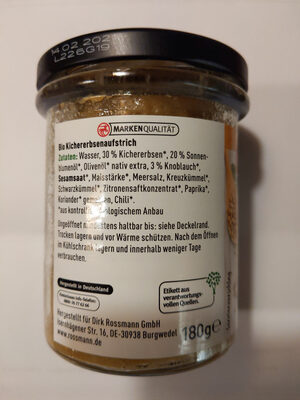 14.02.202
L226G19
MARKENQUALITÄT
Bio Kichererbsenaufstrich
Zutaten: Wasser, 30 % Kichererbsen*, 20 % Sonnen-
blumenöl*, Olivenöl* nativ extra, 3 % Knoblauch*,
Sesamsaat*, Maisstärke*, Meersalz, Kreuzkümmel*,
Schwarzkümmel*, Zitronensaftkonzentrat*, Paprika*,
Koriander* Chili*.
*aus ökologischem Anbau
Ungeöffnet mindestens haltbar bis: siehe Deckelrand.
Trocken lagern und vor Wärme schützen. Nach dem Öffnen
im Kühlschrank lagern und innerhalb weniger Tage
verbrauchen.
Hergestellt in Deutschland
Etikett aus
verantwortungs-
vollen Quellen.
Hergestellt für Dirk Rossmann GmbH
Isernhägener Str. 16, DE-30938 Burgwedel
www.rossmann.de
180g e